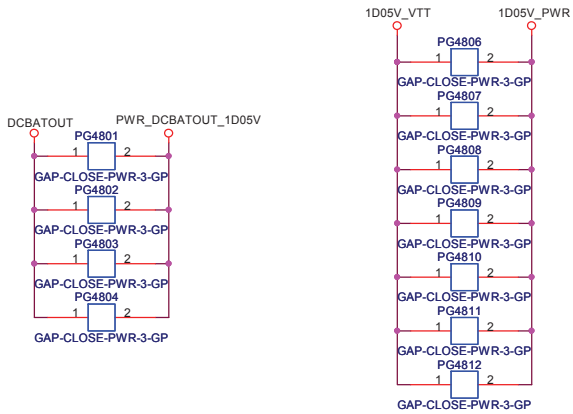 DCBATOUT PWR_DCBATOUT_1D05V
PG4801
1 2
GAP-CLOSE-PWR-3-GP
PG4802
1 2
GAP-CLOSE-PWR-3-GP
PG4803
1 2
GAP-CLOSE-PWR-3-GP
PG4804
1 2
GAP-CLOSE-PWR-3-GP
1D05V_VTT 1D05V_PWR
PG4806
1 2
GAP-CLOSE-PWR-3-GP
PG4807
1 2
GAP-CLOSE-PWR-3-GP
PG4808
1 2
GAP-CLOSE-PWR-3-GP
PG4809
1 2
GAP-CLOSE-PWR-3-GP
PG4810
1 2
GAP-CLOSE-PWR-3-GP
PG4811
1 2
GAP-CLOSE-PWR-3-GP
PG4812
1 2
GAP-CLOSE-PWR-3-GP